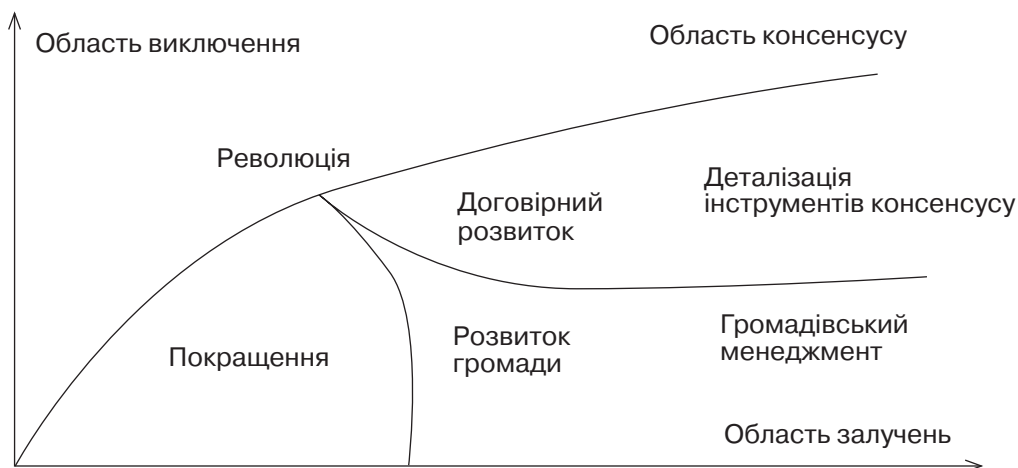 Область виключення
Область консенсусу
Революція
Договірний
розвиток
Деталізація
інструментів консенсусу
Покращення
Розвиток
громади
Громадівський
менеджмент
Область залучень